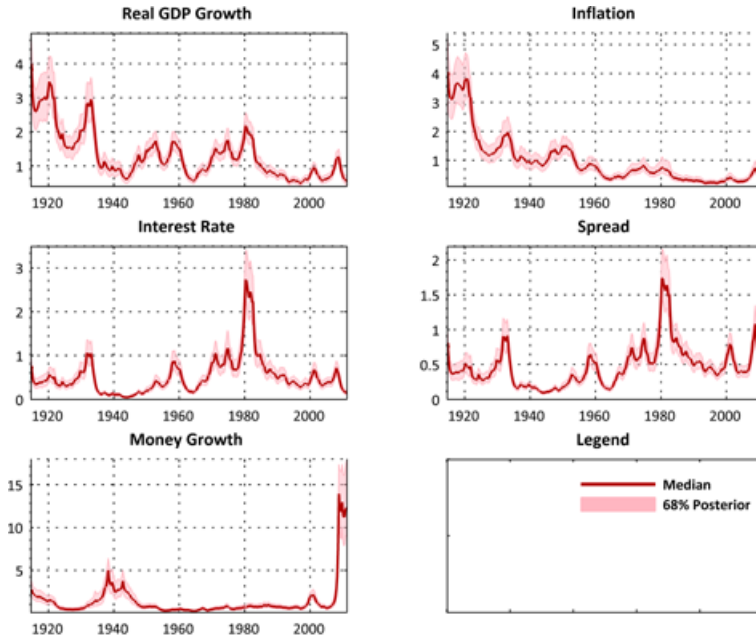 Real GDP Growth
4
3
2
1
1920 1940 1960 1980 2000
Inflation
5
4
3
2
1
1920 1940 1960 1980 2000
Interest Rate
3
2
1
0
1920 1940 1960 1980 2000
Spread
2
1.5
1
0.5
0
1920 1940 1960 1980 2000
Money Growth
15
10
5
1920 1940 1960 1980 2000
Legend
Median
68% Posterior